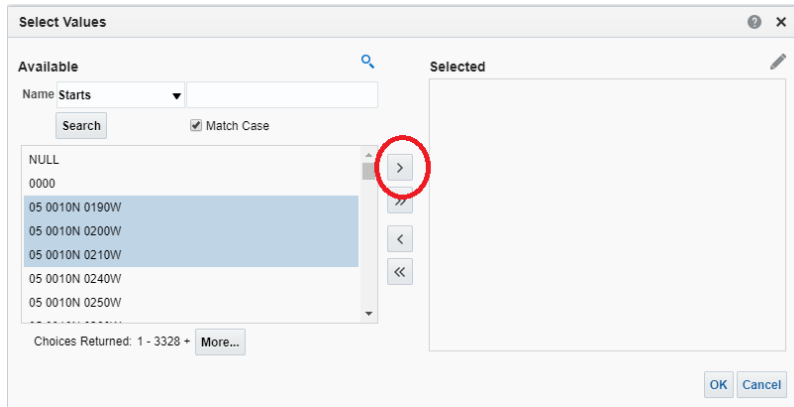 Select Values
Available
Selected
Name Starts
Search
Match Case
NULL
0000
05 0010N 0190W
05 0010N 0200W
05 0010N 0210W
05 0010N 0240W
05 0010N 0250W
Choices Returned: 1 - 3328 + More...
OK Cancel